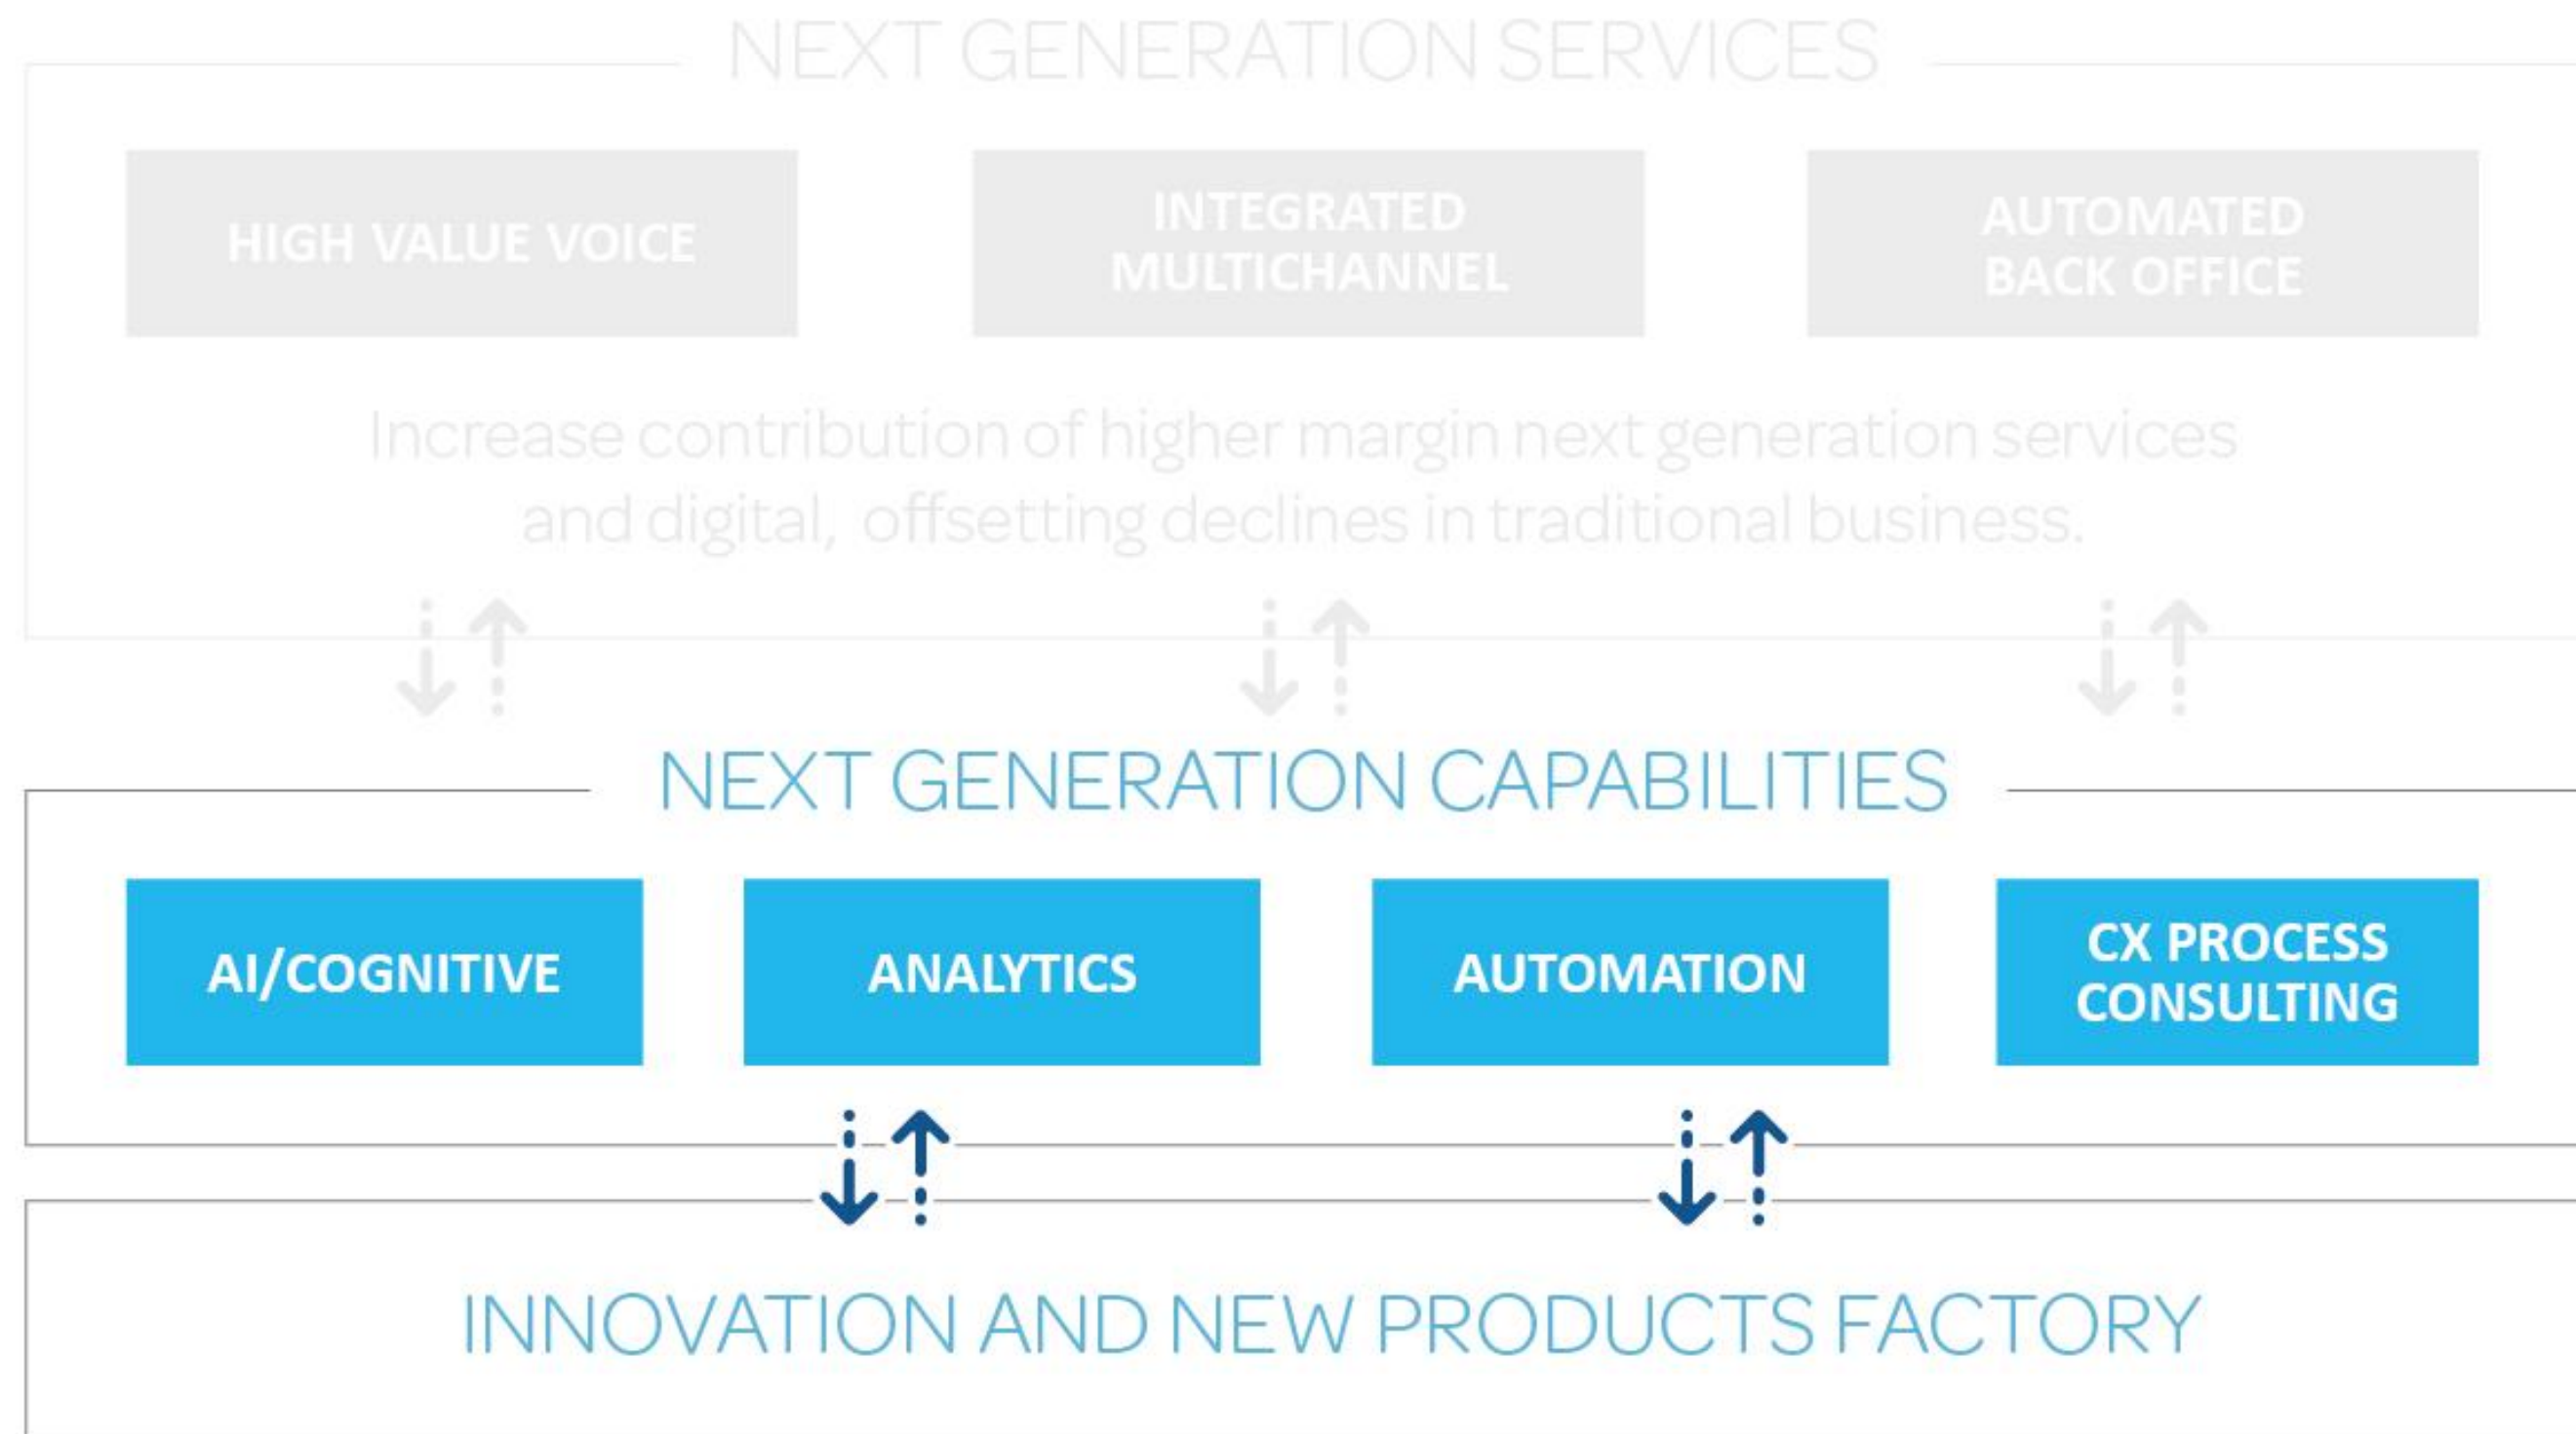 NEXT GENERATION SERVICES
HIGH VALUE VOICE
INTEGRATED
MULTICHANNEL
AUTOMATED
BACK OFFICE
Increase contribution of higher margin next generation services
and digital, offsetting declines in traditional business.
NEXT GENERATION CAPABILITIES
AI/COGNITIVE
ANALYTICS
AUTOMATION
CX PROCESS
CONSULTING
INNOVATION AND NEW PRODUCTS FACTORY